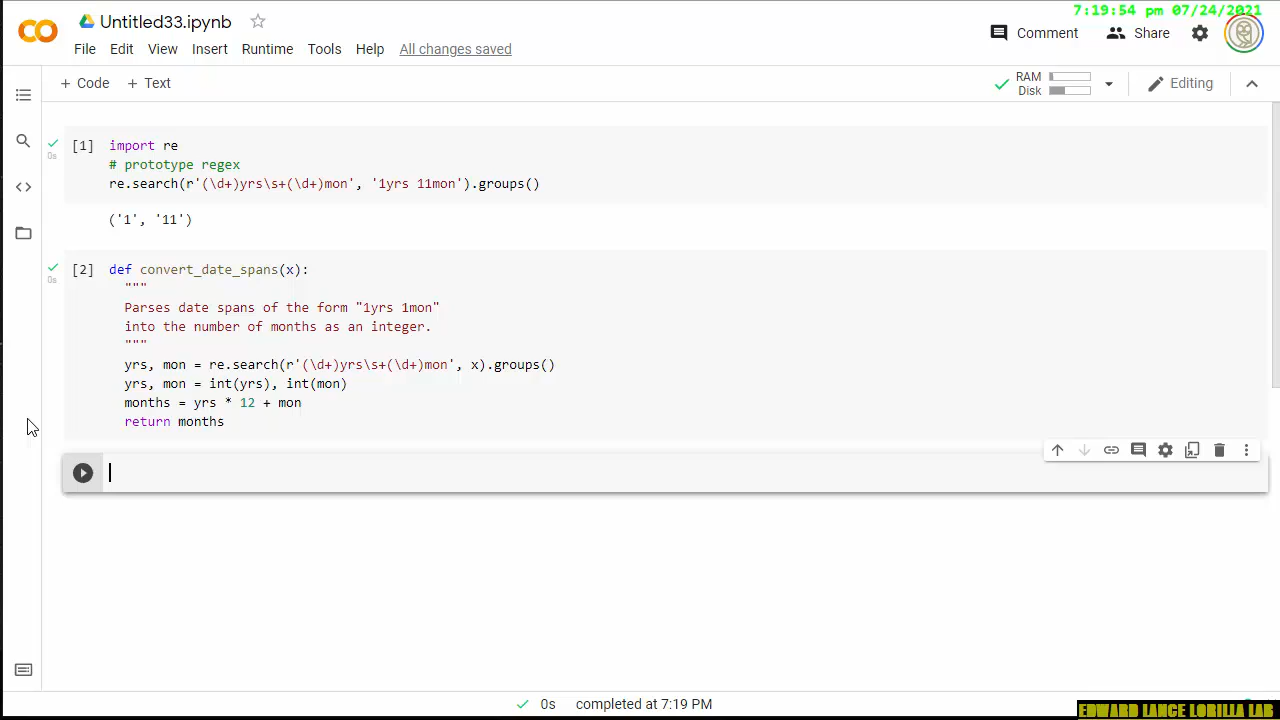 7:19:54 pm 07/24/2021
Untitled33.ipynb
File Edit View Insert Runtime Tools Help All changes saved
Comment Share
+ Code + Text
RAM
Disk
Editing
[1] import re
# prototype regex
re.search(r'(\d+)yrs\s+(\d+)mon', '1yrs 11mon').groups()
0s
('1', '11')
[2] def convert_date_spans(x):
0s
"""
Parses date spans of the form "1yrs 1mon"
into the number of months as an integer.
"""
yrs, mon = re.search(r'(\d+)yrs\s+(\d+)mon', x).groups()
yrs, mon = int(yrs), int(mon)
months = yrs * 12 + mon
return months
0s completed at 7:19 PM
EDWARD LANCE LORILLA LAB